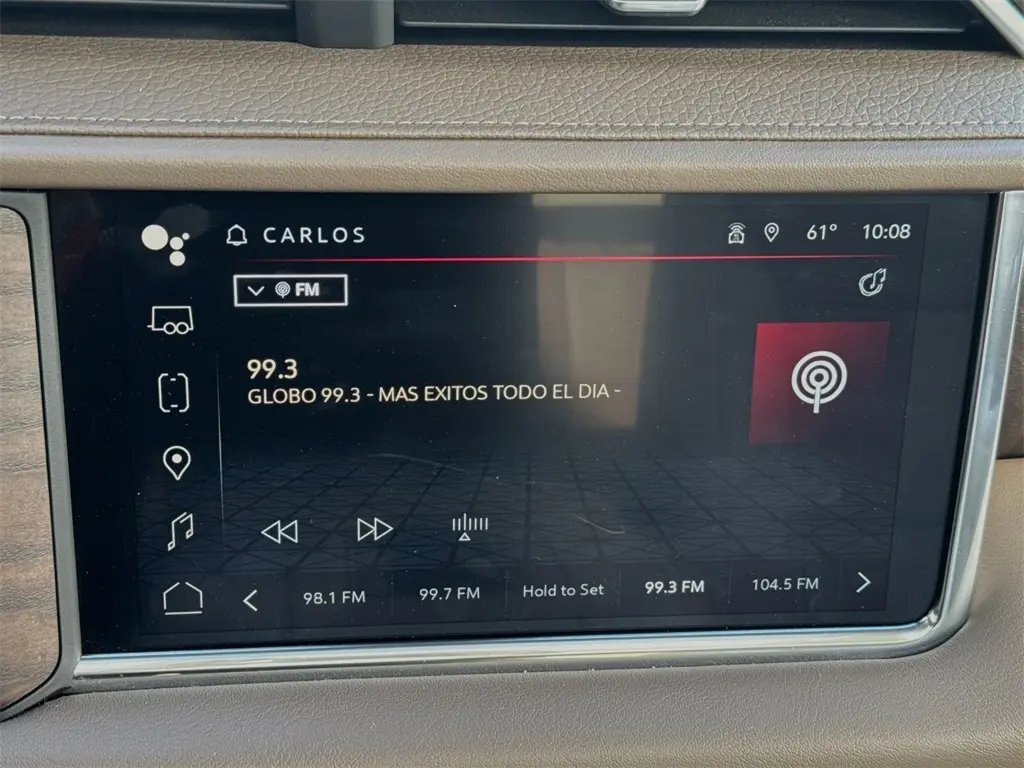 CARLOS 61° 10:08
FM
99.3
GLOBO 99.3 - MAS EXITOS TODO EL DIA -
98.1 FM 99.7 FM Hold to Set 99.3 FM 104.5 FM